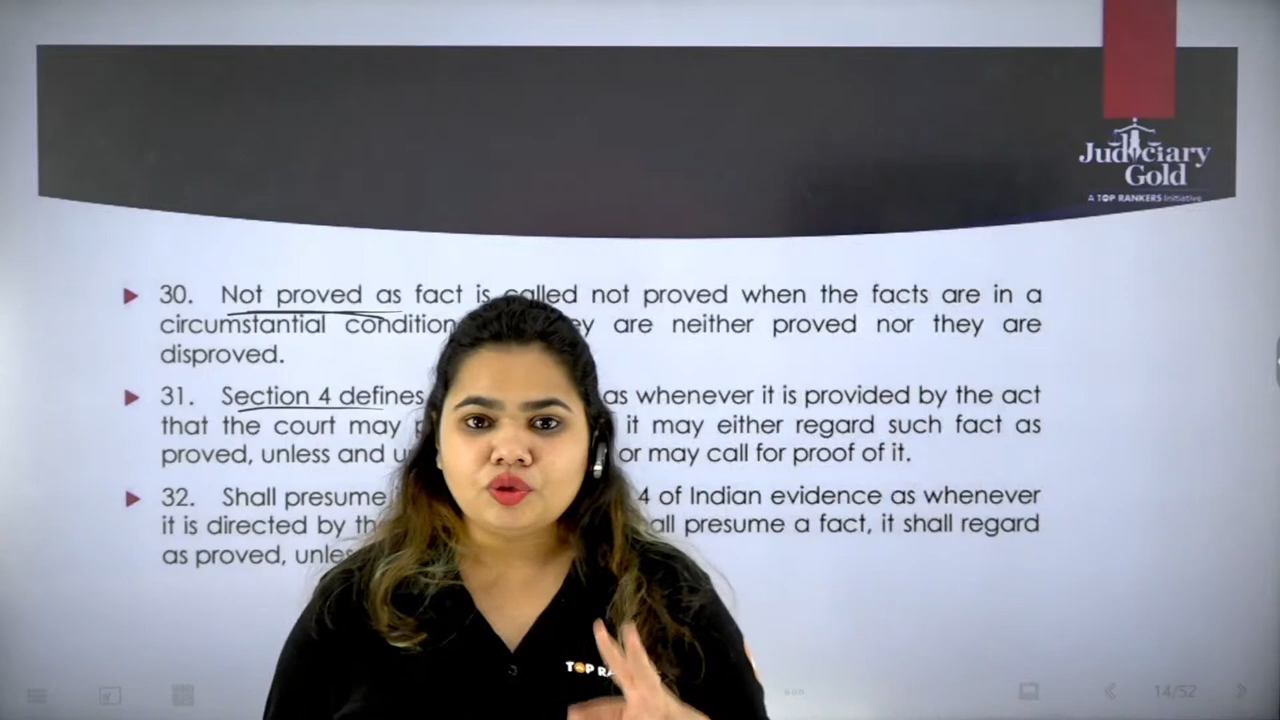 Judiciary
Gold
A TOP RANKERS Initiative
30. Not proved as fact is called not proved when the facts are in a
circumstantial condition are neither proved nor they are
disproved.
31. Section 4 defines as whenever it is provided by the act
that the court may it may either regard such fact as
proved, unless and or may call for proof of it.
32. Shall presume 4 of Indian evidence as whenever
it is directed by presume a fact, it shall regard
as proved,
TOP
14/52